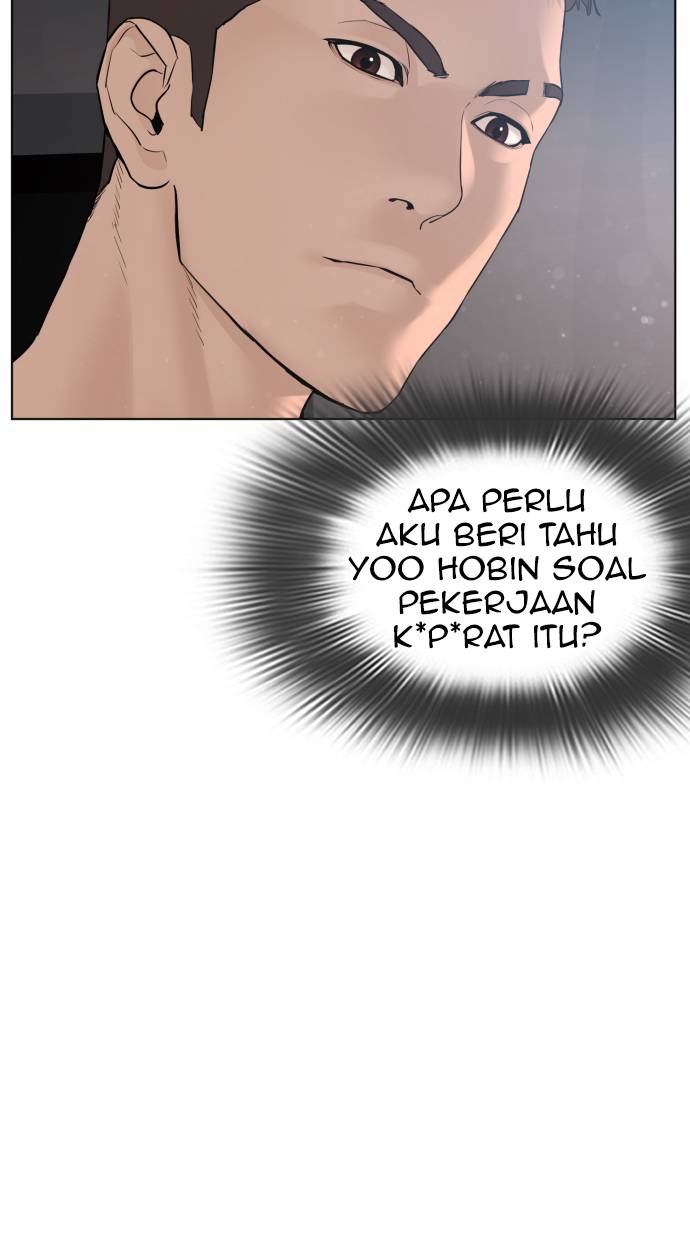 APA PERLU
AKU BERI TAHU
YOO HOBIN SOAL
PEKERJAAN
K*P*RAT ITU?